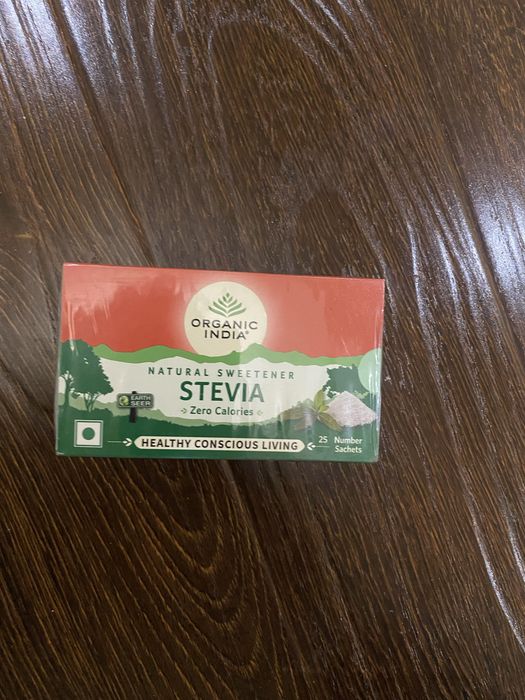 ORGANIC
INDIA®
NATURAL SWEETENER
STEVIA
Zero Calories
EARTH
SEER
HEALTHY CONSCIOUS LIVING
25 Number
Sachets